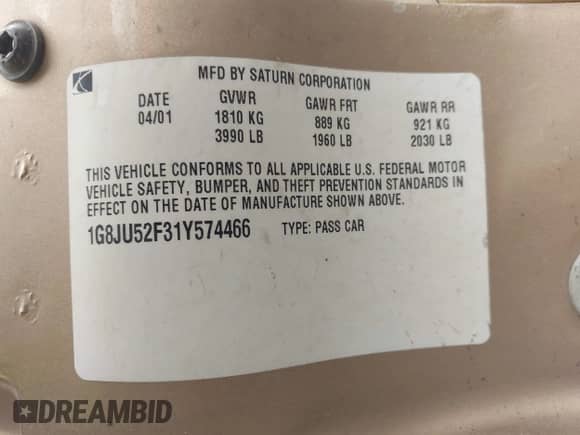 MFD BY SATURN CORPORATION
DATE GVWR GAWR FRT GAWR RR
04/01 1810 KG 889 KG 921 KG
3990 LB 1960 LB 2030 LB
THIS VEHICLE CONFORMS TO ALL APPLICABLE U.S. FEDERAL MOTOR
VEHICLE SAFETY, BUMPER, AND THEFT PREVENTION STANDARDS IN
EFFECT ON THE DATE OF MANUFACTURE SHOWN ABOVE.
1G8JU52F31Y574466 TYPE: PASS CAR
DREAMBID